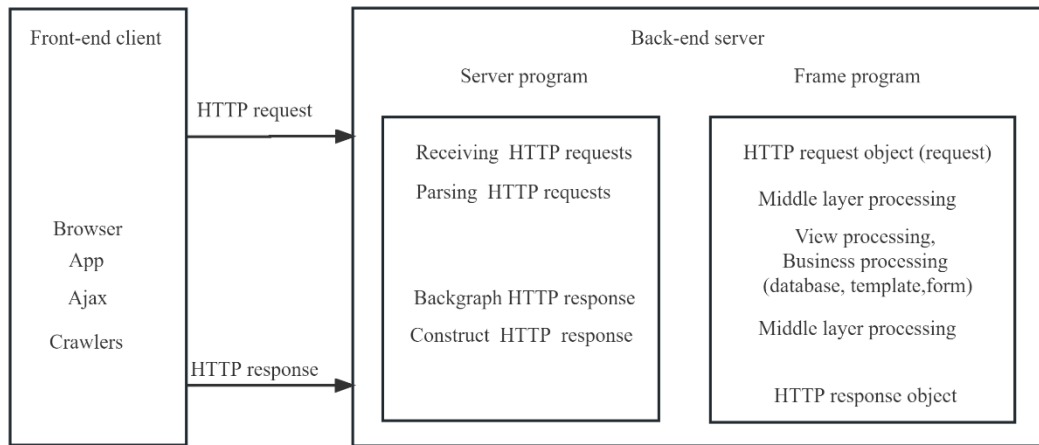 Front-end client
Browser
App
Ajax
Crawlers
HTTP request
HTTP response
Back-end server
Server program
Receiving HTTP requests
Parsing HTTP requests
Backgraph HTTP response
Construct HTTP response
Frame program
HTTP request object (request)
Middle layer processing
View processing,
Business processing
(database, template,form)
Middle layer processing
HTTP response object